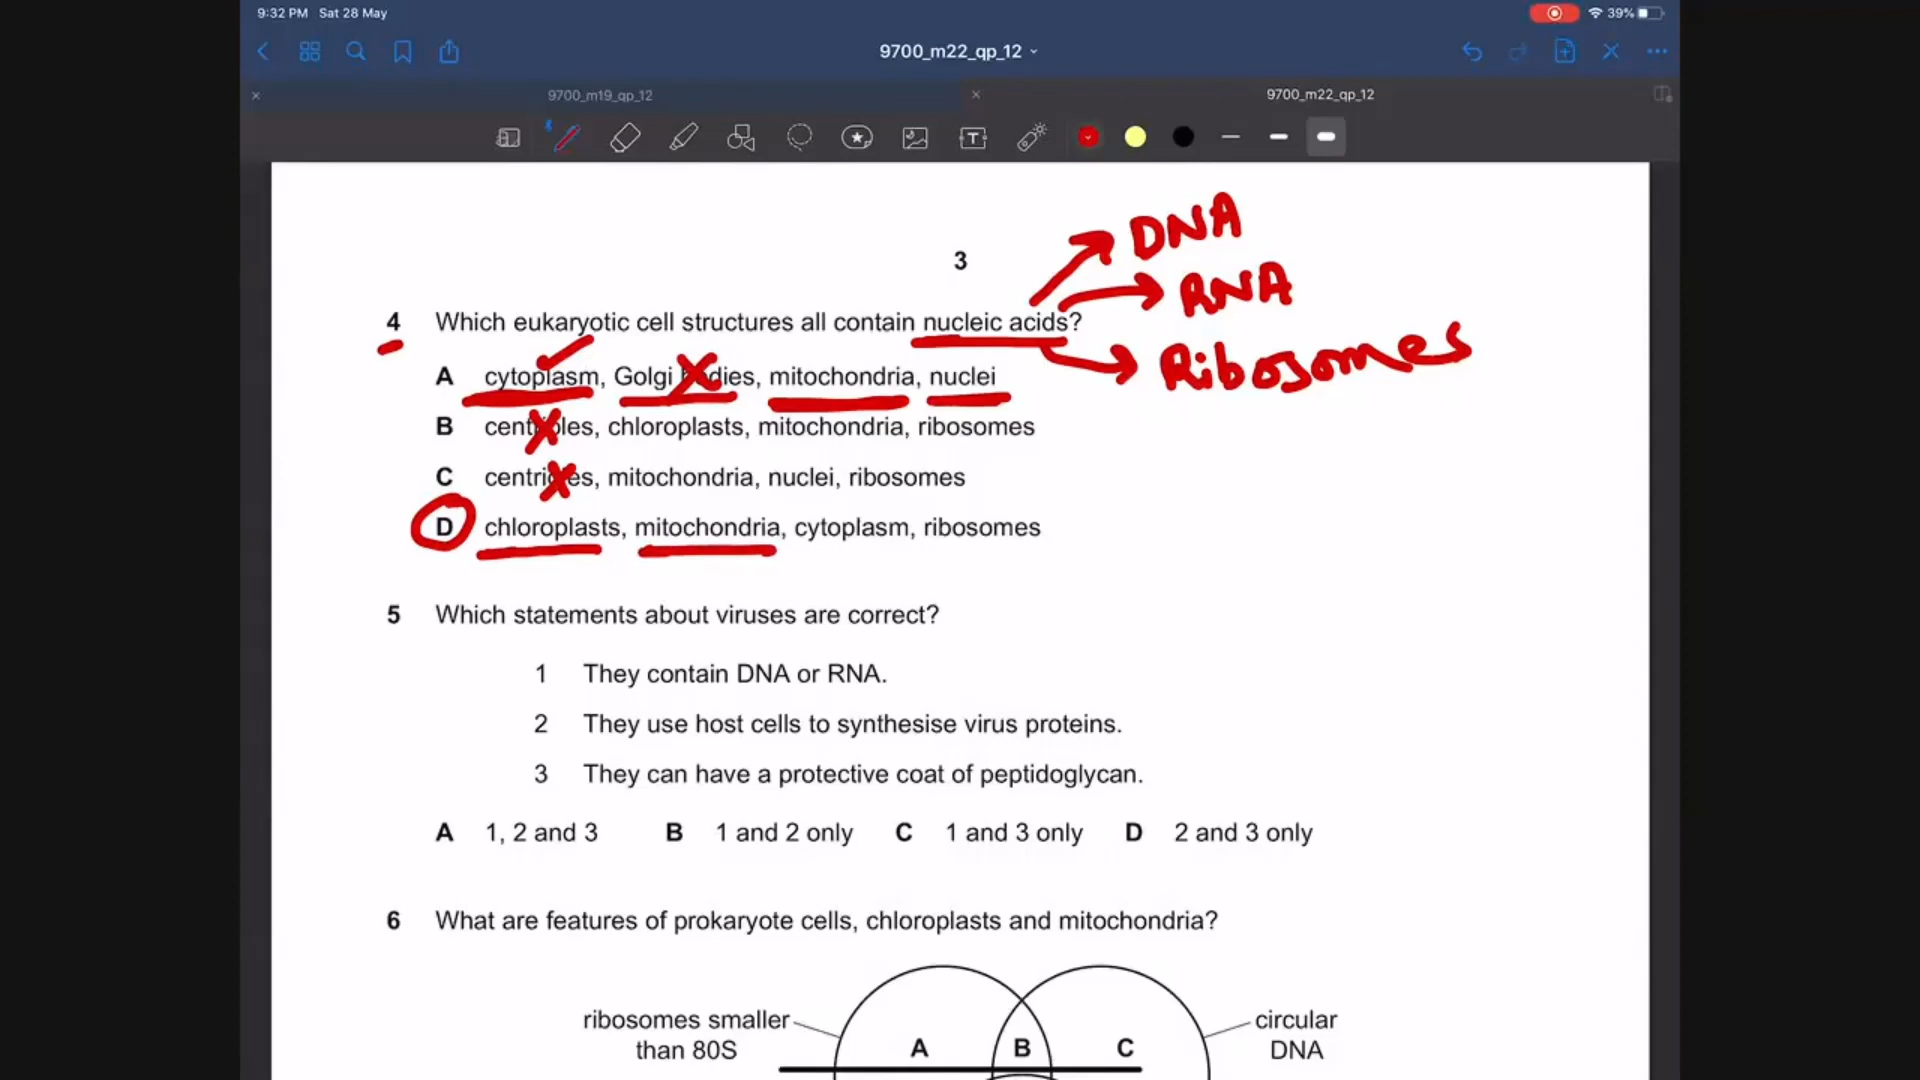 9:32 PM Sat 28 May
39%
9700_m22_qp_12
9700_m19_qp_12
9700_m22_qp_12
T
DNA
3
RNA
4 Which eukaryotic cell structures all contain nucleic acids?
Ribosomes
A cytoplasm, Golgi bodies, mitochondria, nuclei
B centrioles, chloroplasts, mitochondria, ribosomes
C centrioles, mitochondria, nuclei, ribosomes
D chloroplasts, mitochondria, cytoplasm, ribosomes
5 Which statements about viruses are correct?
1 They contain DNA or RNA.
2 They use host cells to synthesise virus proteins.
3 They can have a protective coat of peptidoglycan.
A 1, 2 and 3 B 1 and 2 only C 1 and 3 only D 2 and 3 only
6 What are features of prokaryote cells, chloroplasts and mitochondria?
ribosomes smaller
than 80S
A B C
circular
DNA